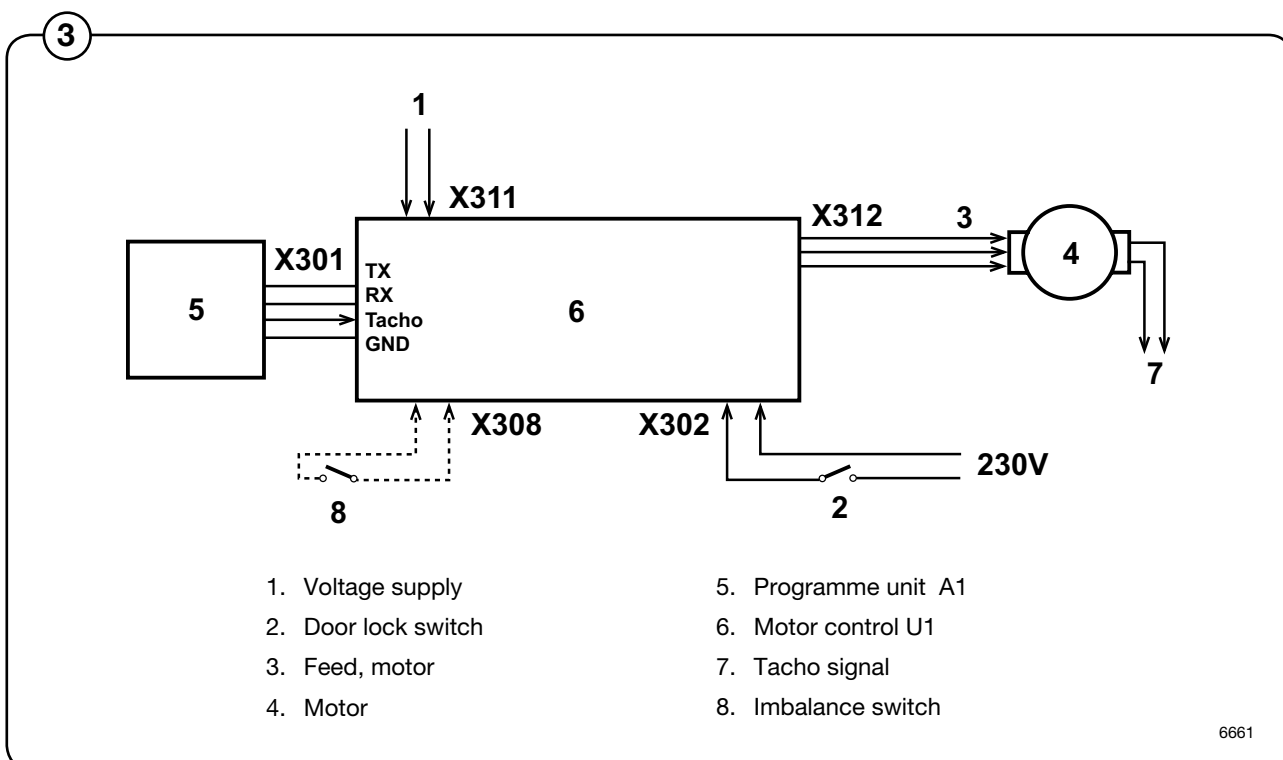 3
1
X311
X312
3
X301
TX
RX
Tacho
GND
5
6
4
7
X308
X302
230V
8
2
1. Voltage supply
2. Door lock switch
3. Feed, motor
4. Motor
5. Programme unit A1
6. Motor control U1
7. Tacho signal
8. Imbalance switch
6661